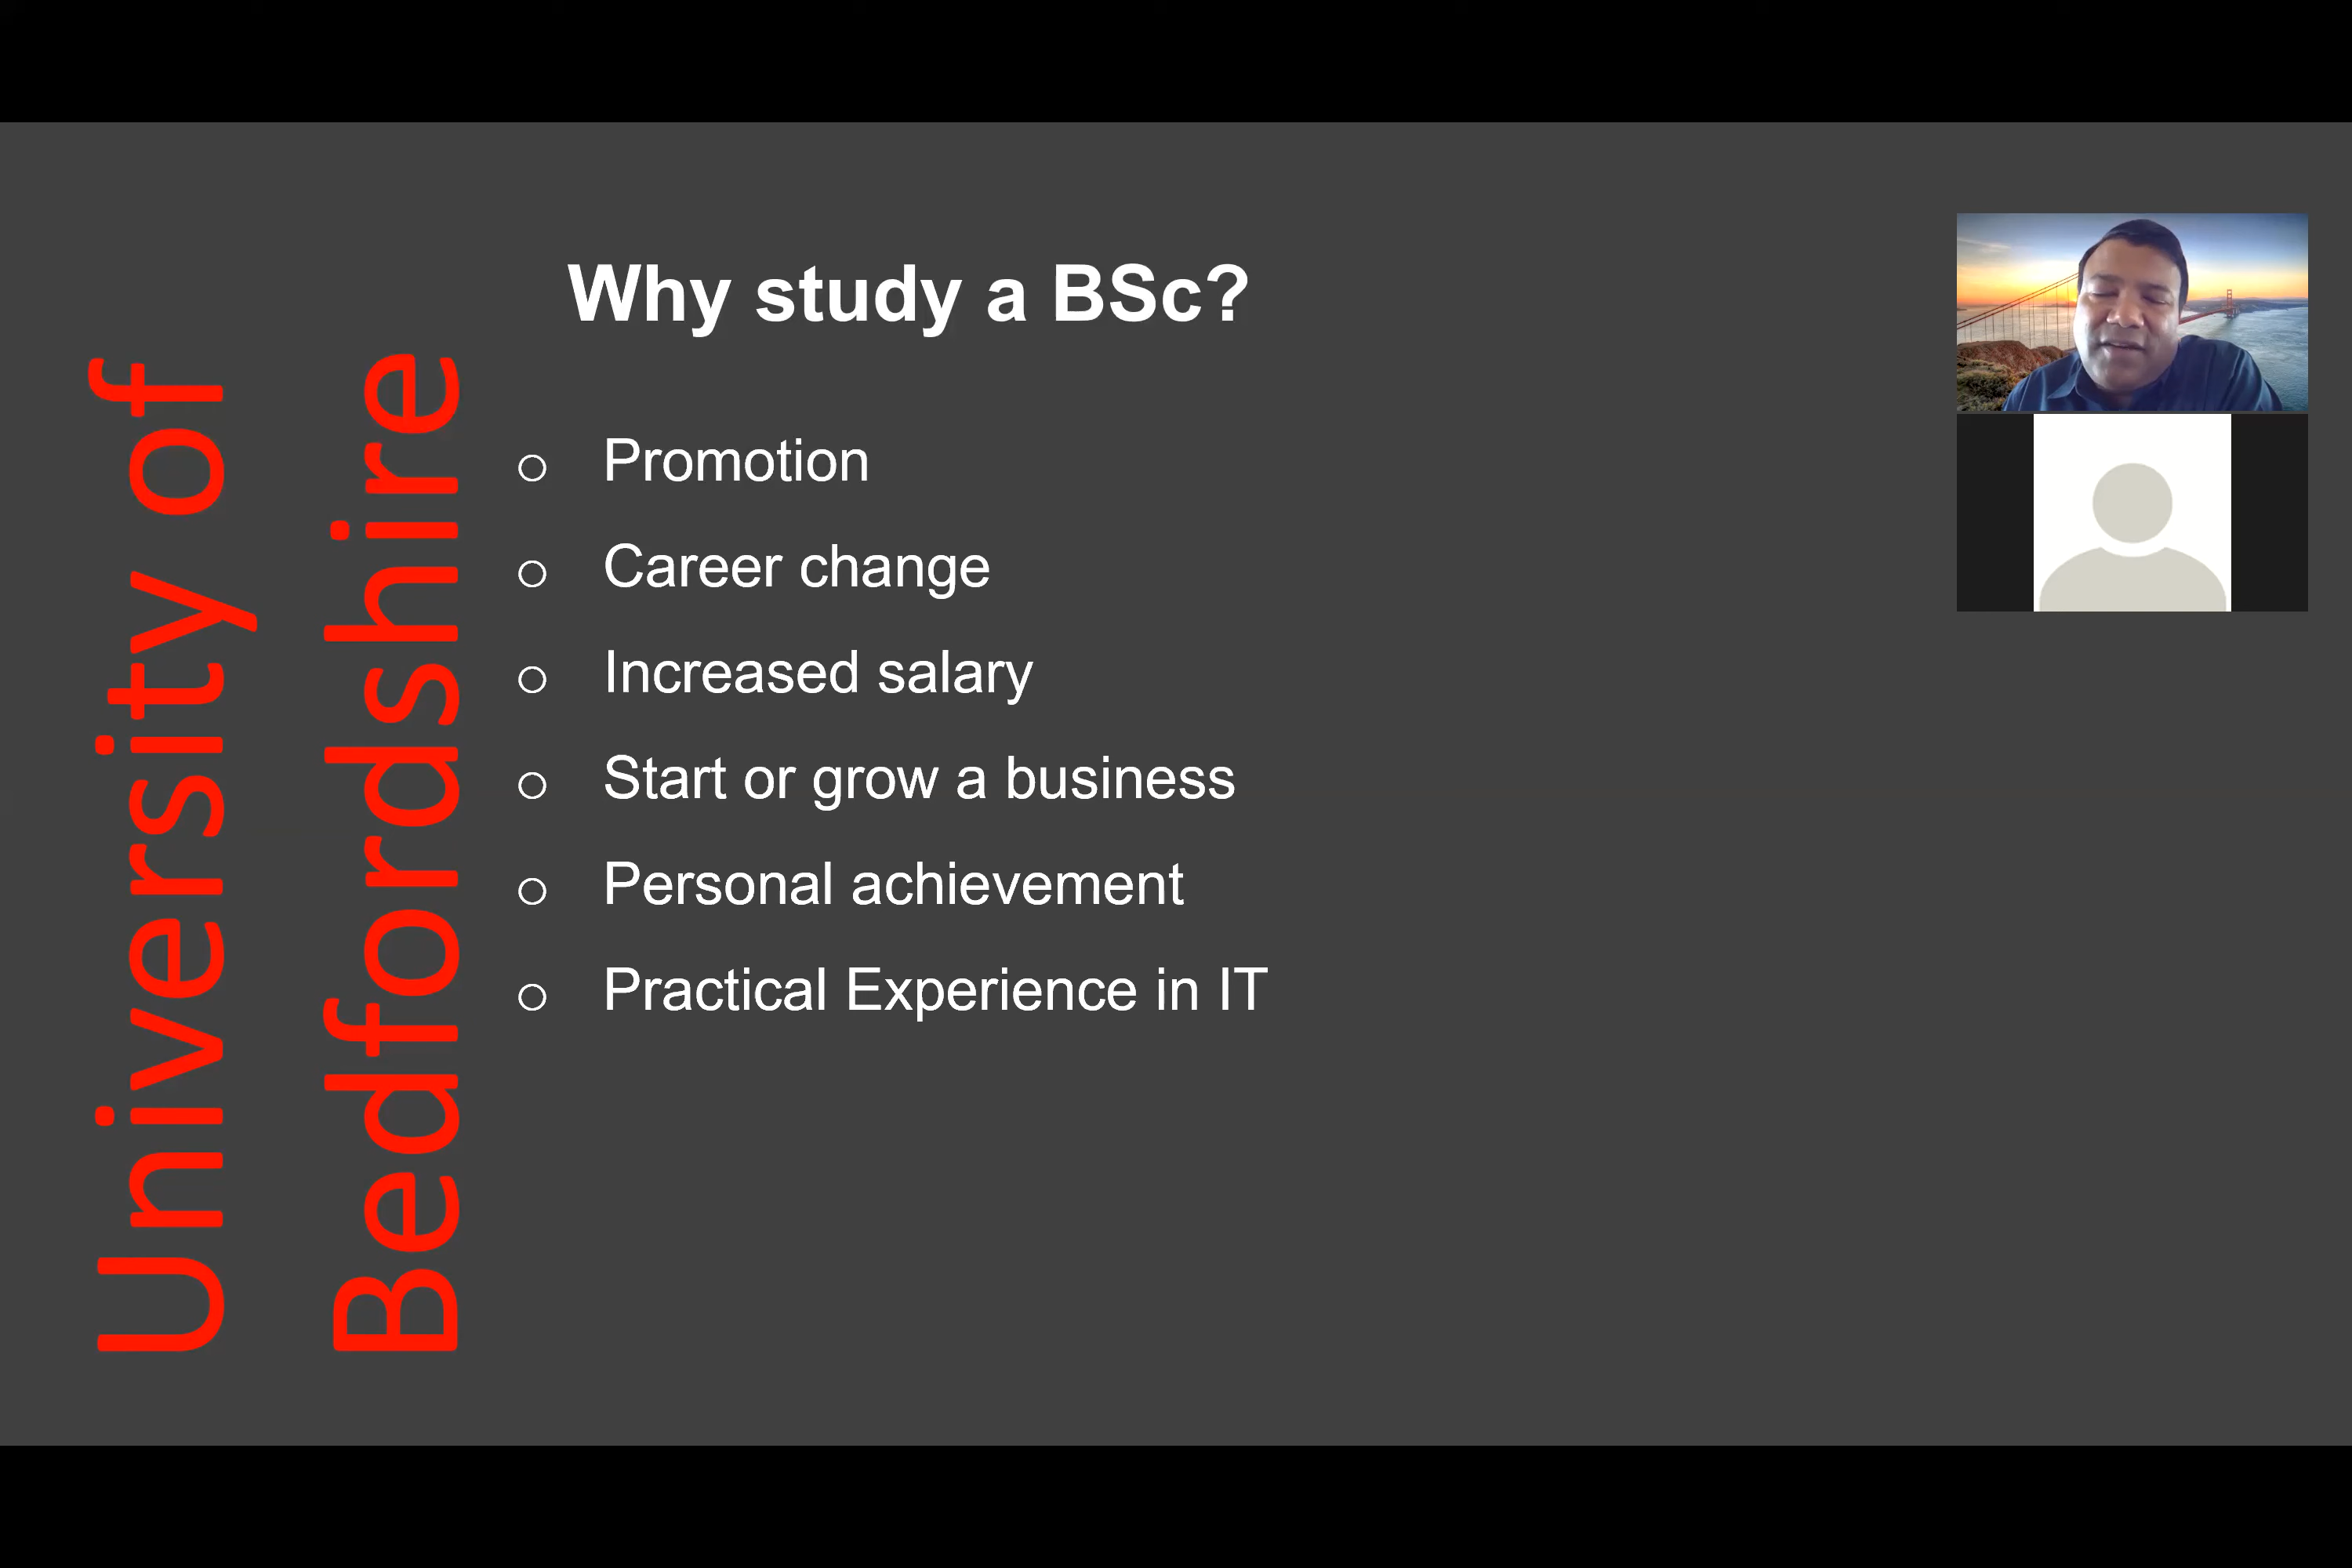 University of
Bedfordshire
Why study a BSc?
Promotion
Career change
Increased salary
Start or grow a business
Personal achievement
Practical Experience in IT